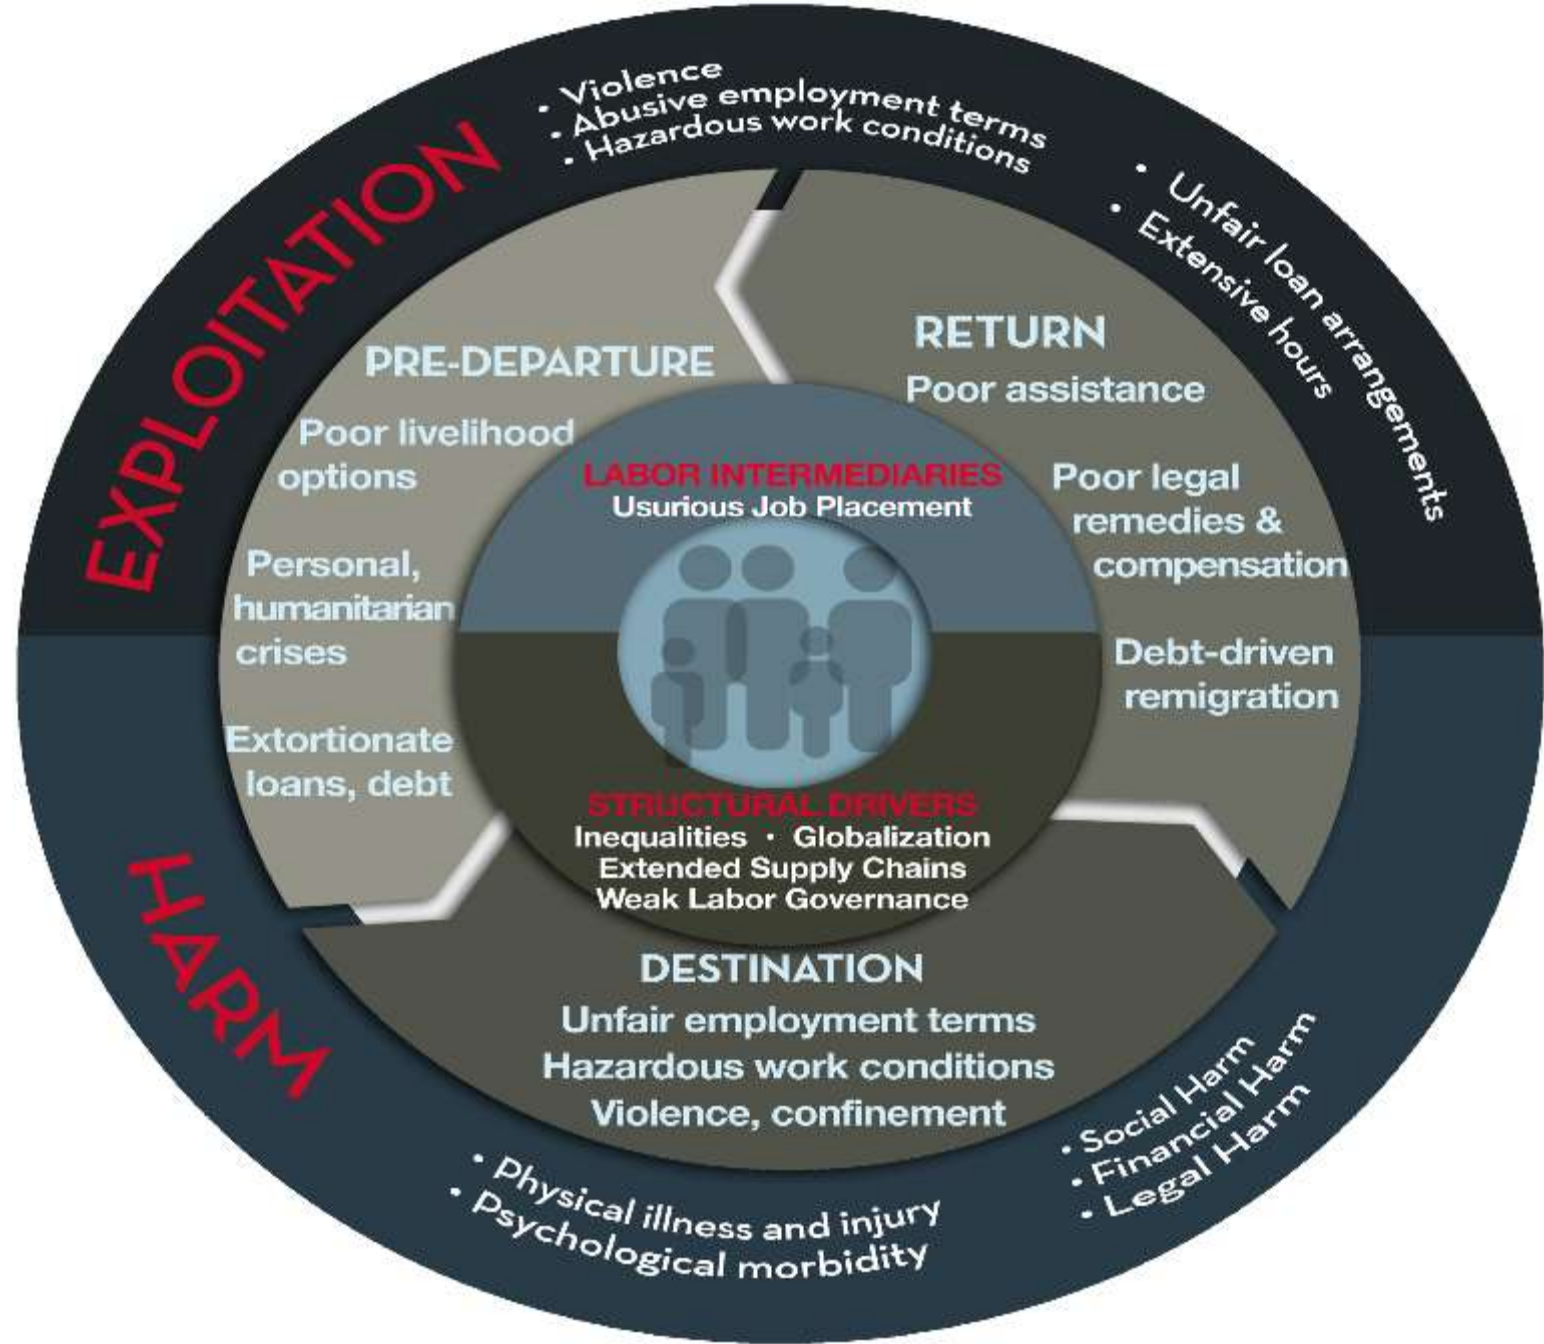 EXPLOITATION
• Violence
• Abusive employment terms
• Hazardous work conditions
• Unfair loan arrangements
• Extensive hours
PRE-DEPARTURE
Poor livelihood
options
Personal,
humanitarian
crises
Extortionate
loans, debt
RETURN
Poor assistance
Poor legal
remedies &
compensation
Debt-driven
remigration
LABOR INTERMEDIARIES
Usurious Job Placement
STRUCTURAL DRIVERS
Inequalities • Globalization
Extended Supply Chains
Weak Labor Governance
DESTINATION
Unfair employment terms
Hazardous work conditions
Violence, confinement
HARM
• Physical illness and injury
• Psychological morbidity
• Social Harm
• Financial Harm
• Legal Harm